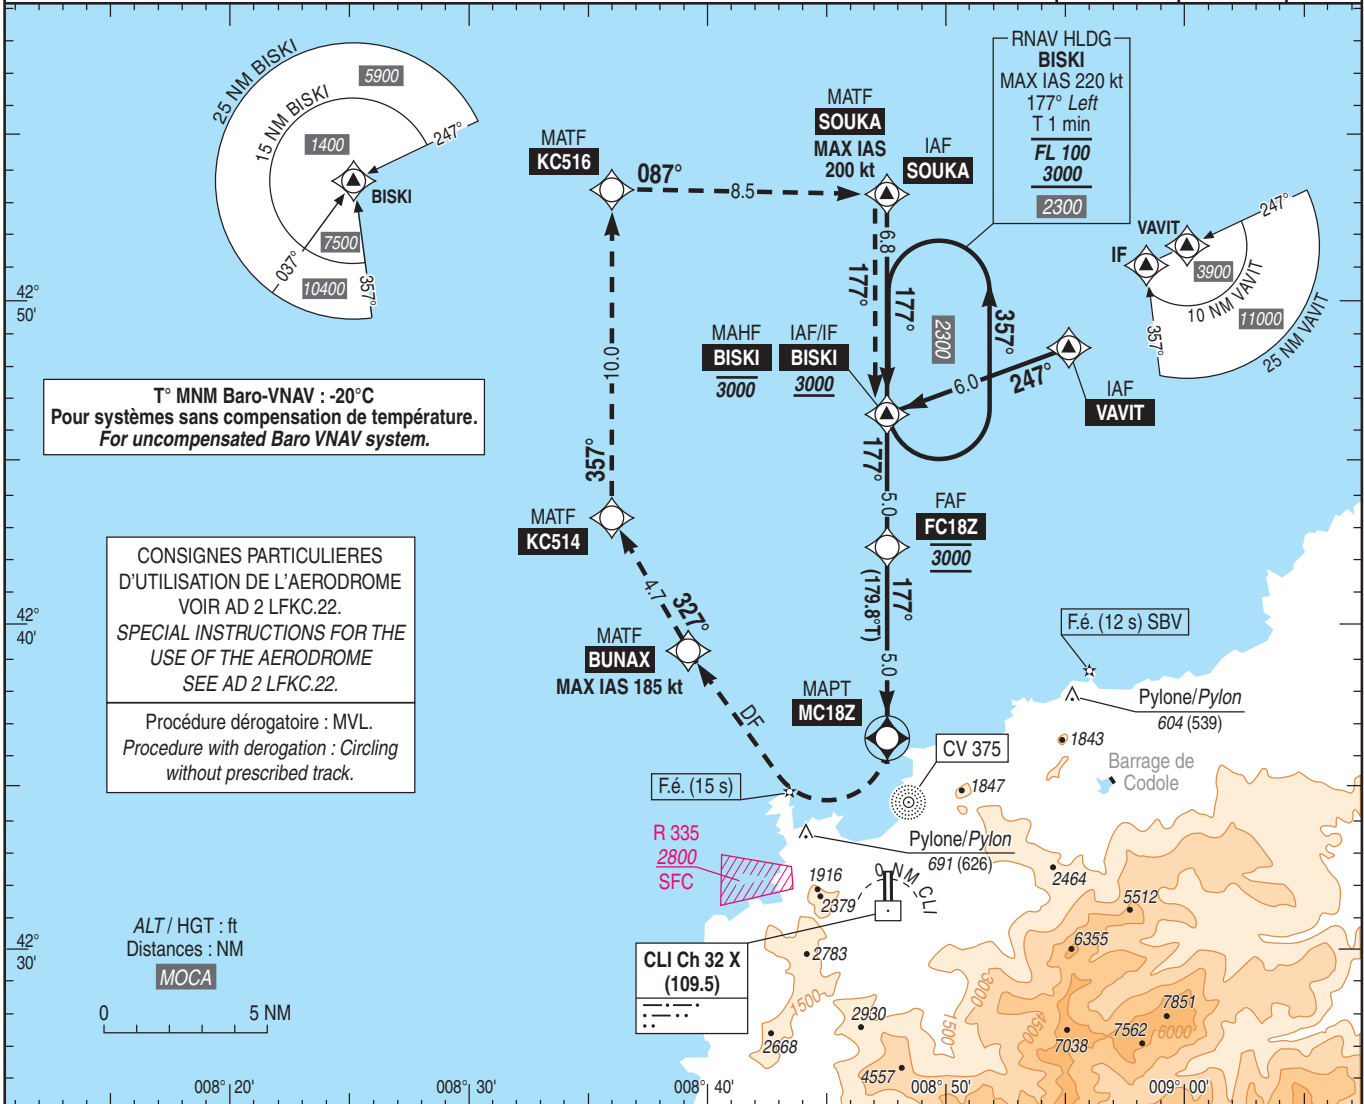 25 NM BISKI
5900
15 NM BISKI
1400
247°
BISKI
7500
037°
357°
10400
MATF
KC516
087°
8.5
MATF
SOUKA
MAX IAS
200 kt
IAF
SOUKA
6.8
177°
177°
RNAV HLDG
BISKI
MAX IAS 220 kt
177° Left
T 1 min
FL 100
3000
2300
VAVIT
IF
247°
3900
10 NM VAVIT
11000
25 NM VAVIT
357°
42°
50'
2300
357°
MAHF
BISKI
3000
IAF/IF
BISKI
3000
6.0
247°
IAF
VAVIT
10.0
357°
T° MNM Baro-VNAV : -20°C
Pour systèmes sans compensation de température.
For uncompensated Baro VNAV system.
177°
5.0
FAF
FC18Z
3000
MATF
KC514
CONSIGNES PARTICULIERES
D'UTILISATION DE L'AERODROME
VOIR AD 2 LFKC.22.
SPECIAL INSTRUCTIONS FOR THE
USE OF THE AERODROME
SEE AD 2 LFKC.22.
Procédure dérogatoire : MVL.
Procedure with derogation : Circling
without prescribed track.
4.7
327°
177°
(179.8°T)
5.0
42°
40'
MATF
BUNAX
MAX IAS 185 kt
DF
MAPT
MC18Z
F.é. (12 s) SBV
Pylone/Pylon
604 (539)
1843
Barrage de
Codole
CV 375
1847
F.é. (15 s)
Pylone/Pylon
691 (626)
R 335
2800
SFC
1916
2379
0 NM CLI
2464
5512
6355
2783
CLI Ch 32 X
(109.5)
42°
30'
ALT / HGT : ft
Distances : NM
MOCA
0
5 NM
1500
2930
2668
4557
1500
3000
4500
7038
7562
7851
6000
008° 20'
008° 30'
008° 40'
008° 50'
009° 00'